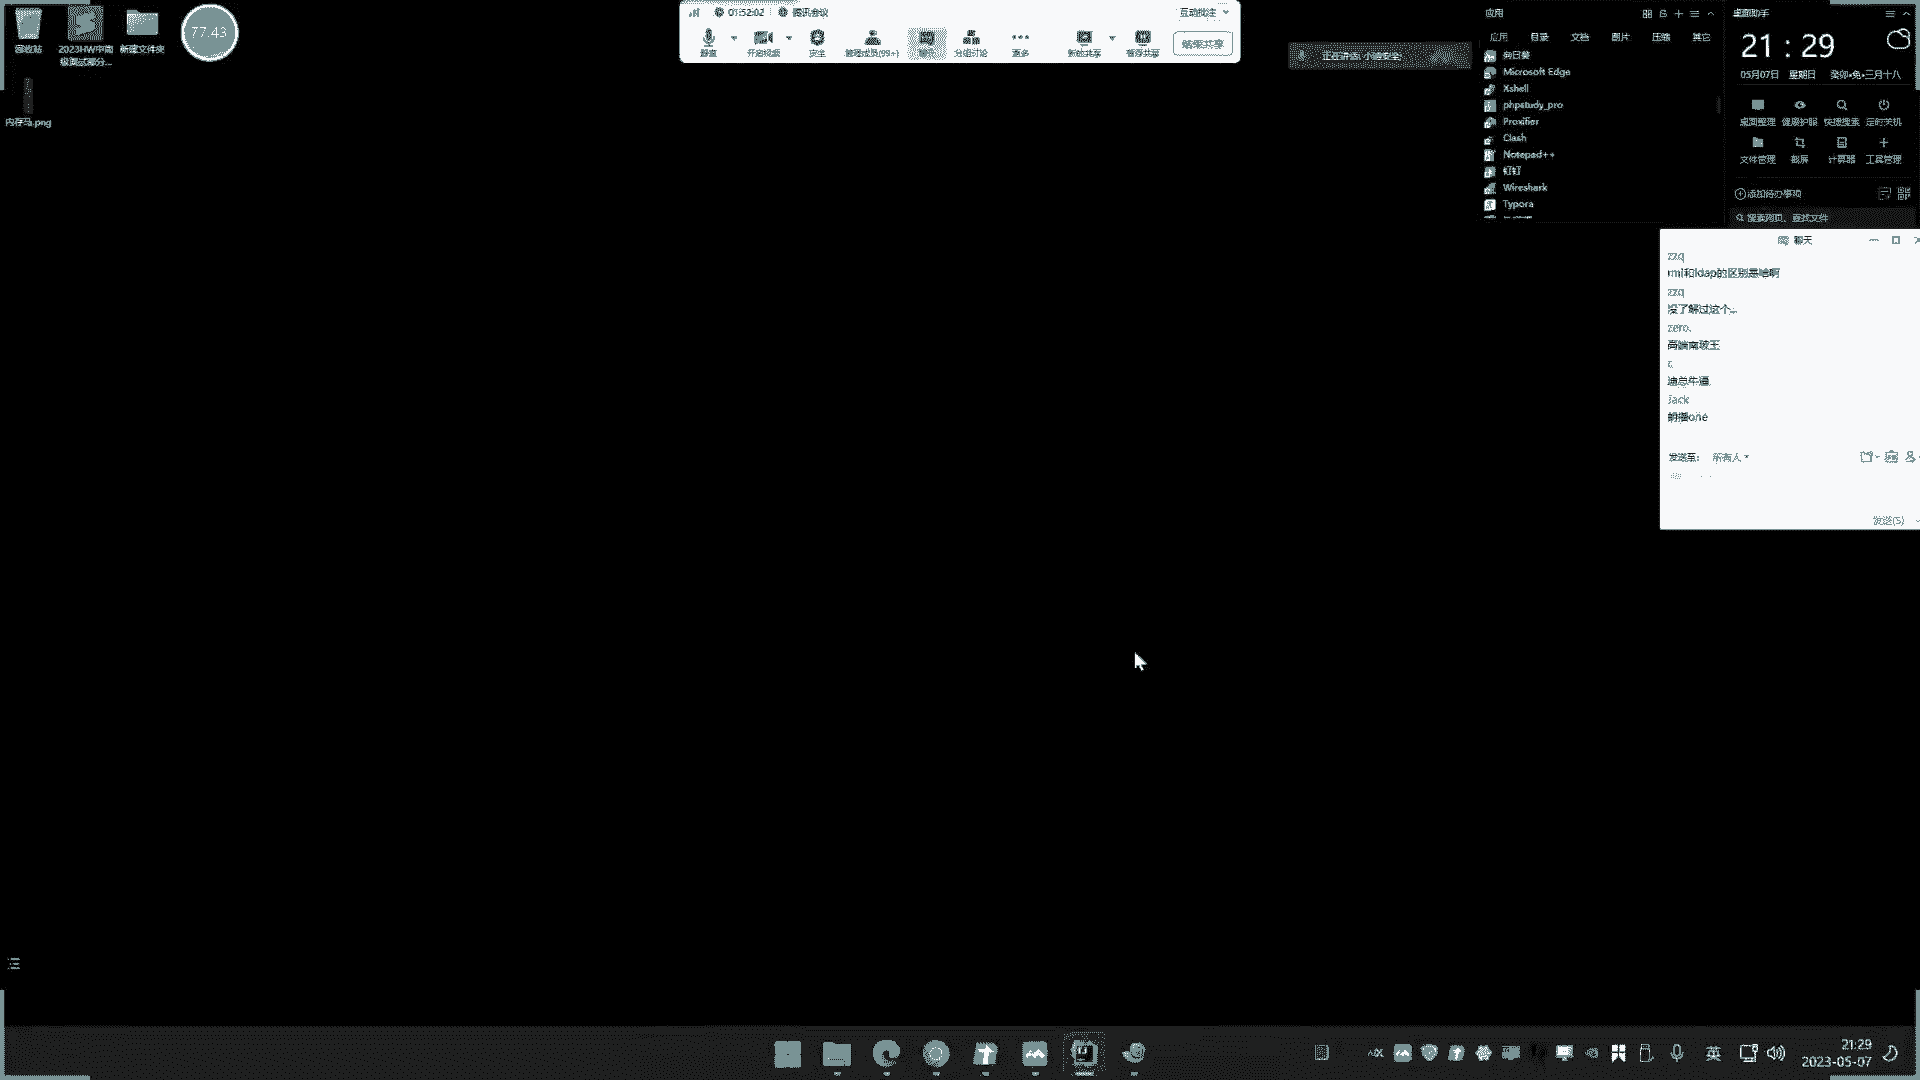 回收站
2023HW中高
级面试部分...
新建文件夹
77.43
内存马.png
01:52:02
腾讯会议
互动批注
静音
开启视频
安全
管理成员(99+)
聊天
分组讨论
更多
新的共享
暂停共享
结束共享
正在讲话: 小迪安全;
应用
应用 目录 文档 图片 压缩 其它
向日葵
Microsoft Edge
Xshell
phpstudy_pro
Proxifier
Clash
Notepad++
钉钉
Wireshark
Typora
桌面助手
21 : 29
05月07日 星期日 癸卯•兔•三月十八
桌面整理 健康护眼 快捷搜索 定时关机
文件管理 截屏 计算器 工具管理
添加待办事项
搜索网页、查找文件
聊天
zzq
rmi和ldap的区别是啥啊
zzq
没了解过这个...
zero.
高端南玻王
迪总牛逼
Jack
朝播one
发送至: 所有人
发送(S)
英
21:29
2023-05-07